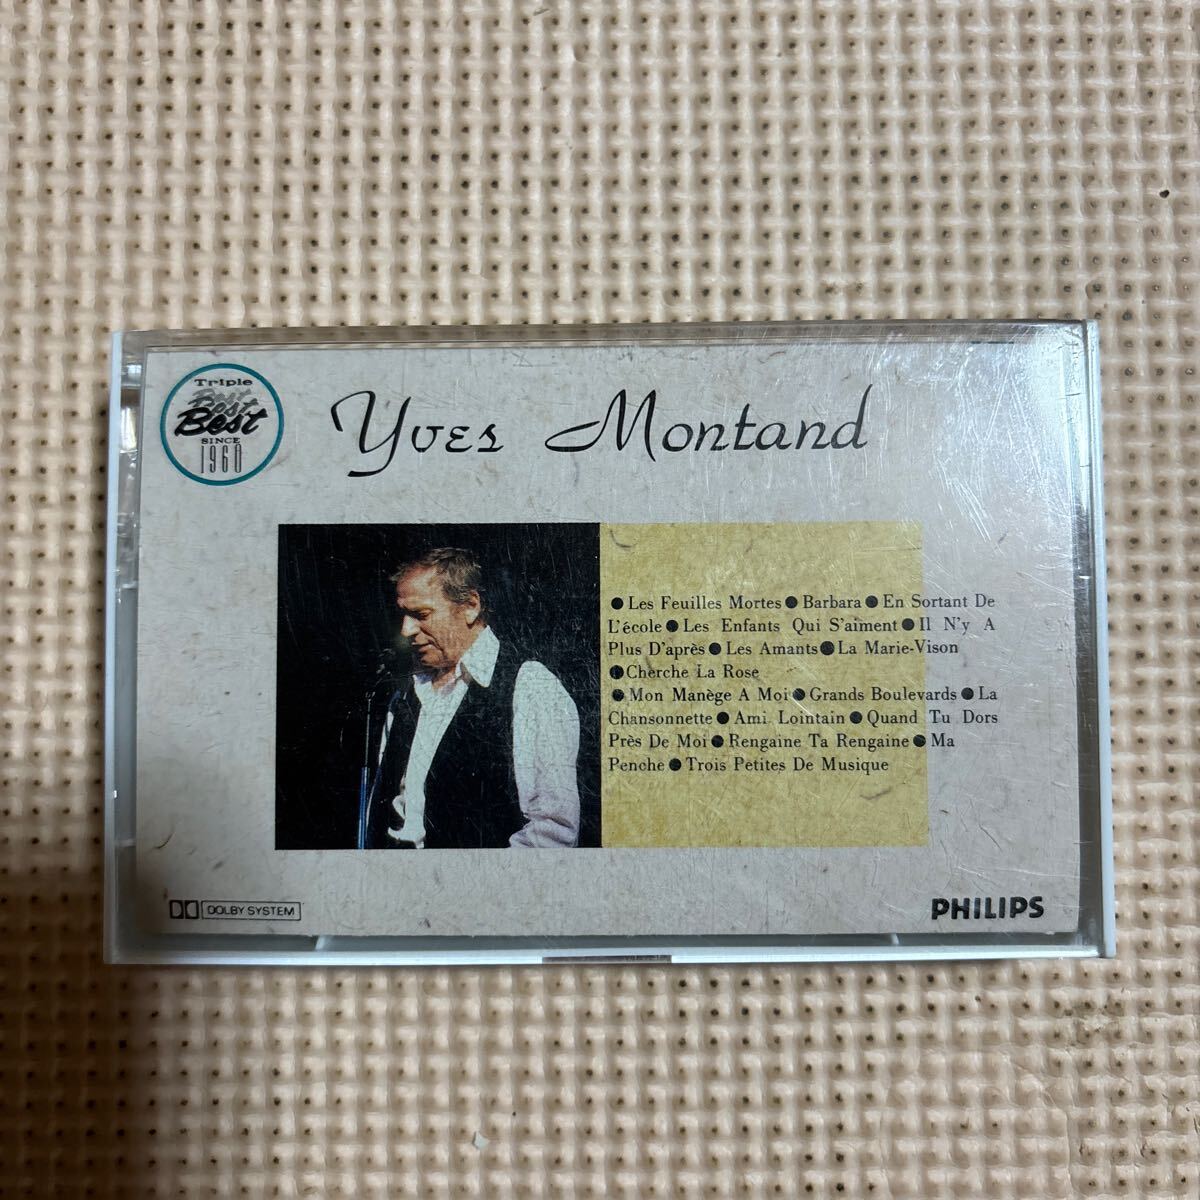 Triple
Best
Best
Best
SINCE
1960
Yves Montand
● Les Feuilles Mortes ● Barbara ● En Sortant De
L'école ● Les Enfants Qui S'aiment ● Il N'y A
Plus D'après ● Les Amants ● La Marie-Vison
● Cherche La Rose
● Mon Manège A Moi ● Grands Boulevards ● La
Chansonnette ● Ami Lointain ● Quand Tu Dors
Près De Moi ● Rengaine Ta Rengaine ● Ma
Penche ● Trois Petites De Musique
DOLBY SYSTEM
PHILIPS